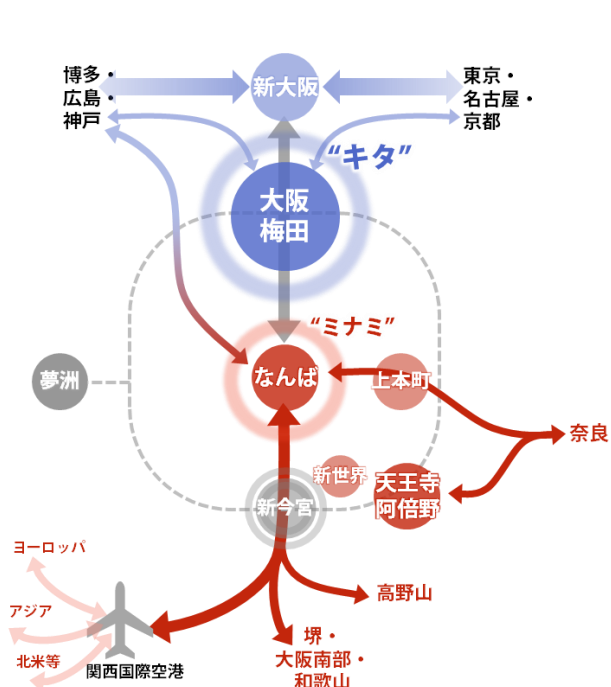 博多・
広島・
神戸
新大阪
東京・
名古屋・
京都
“キタ”
大阪
梅田
“ミナミ”
なんば
夢洲
上本町
奈良
新世界
天王寺
阿倍野
新今宮
ヨーロッパ
アジア
北米等
関西国際空港
高野山
堺・
大阪南部・
和歌山